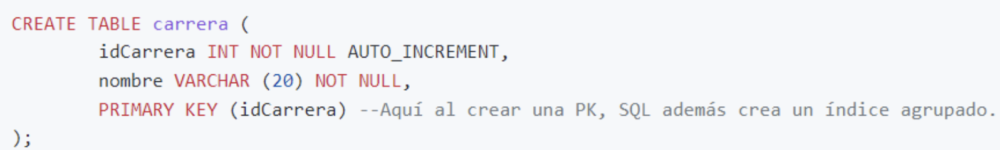 CREATE TABLE carrera (
        idCarrera INT NOT NULL AUTO_INCREMENT,
        nombre VARCHAR (20) NOT NULL,
        PRIMARY KEY (idCarrera) --Aquí al crear una PK, SQL además crea un índice agrupado.
);